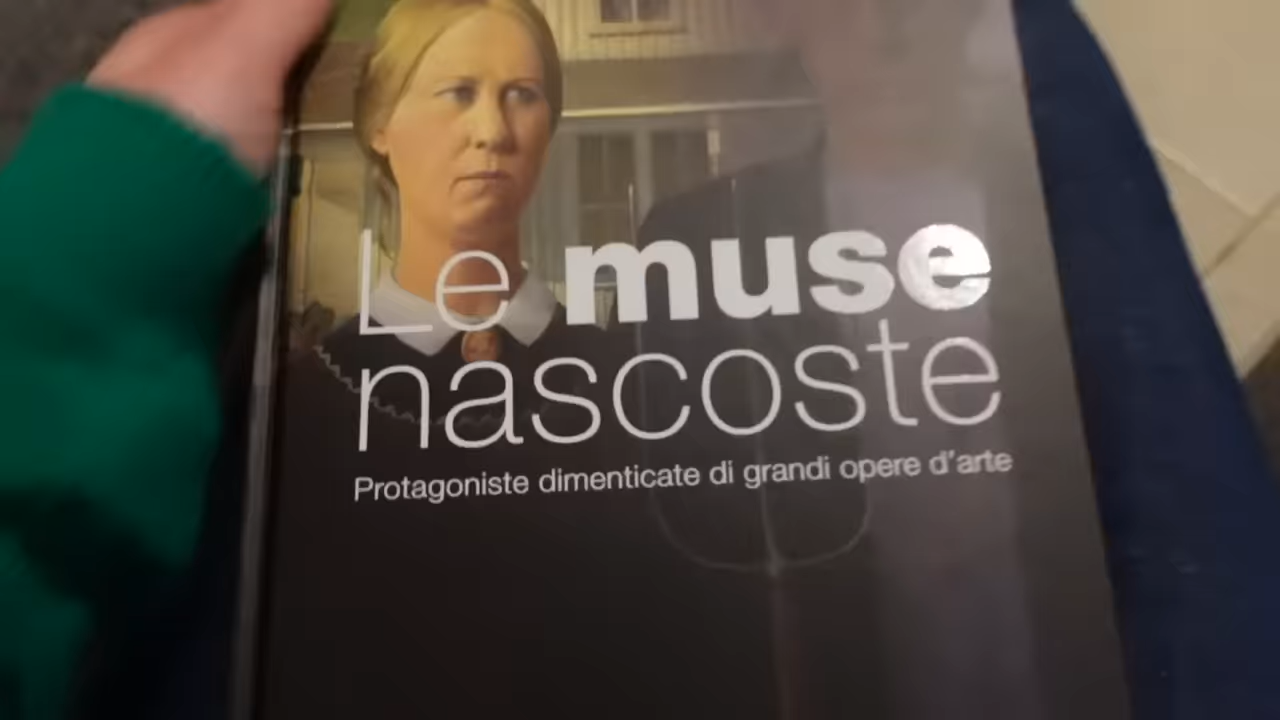 Le muse
nascoste
Protagoniste dimenticate di grandi opere d'arte